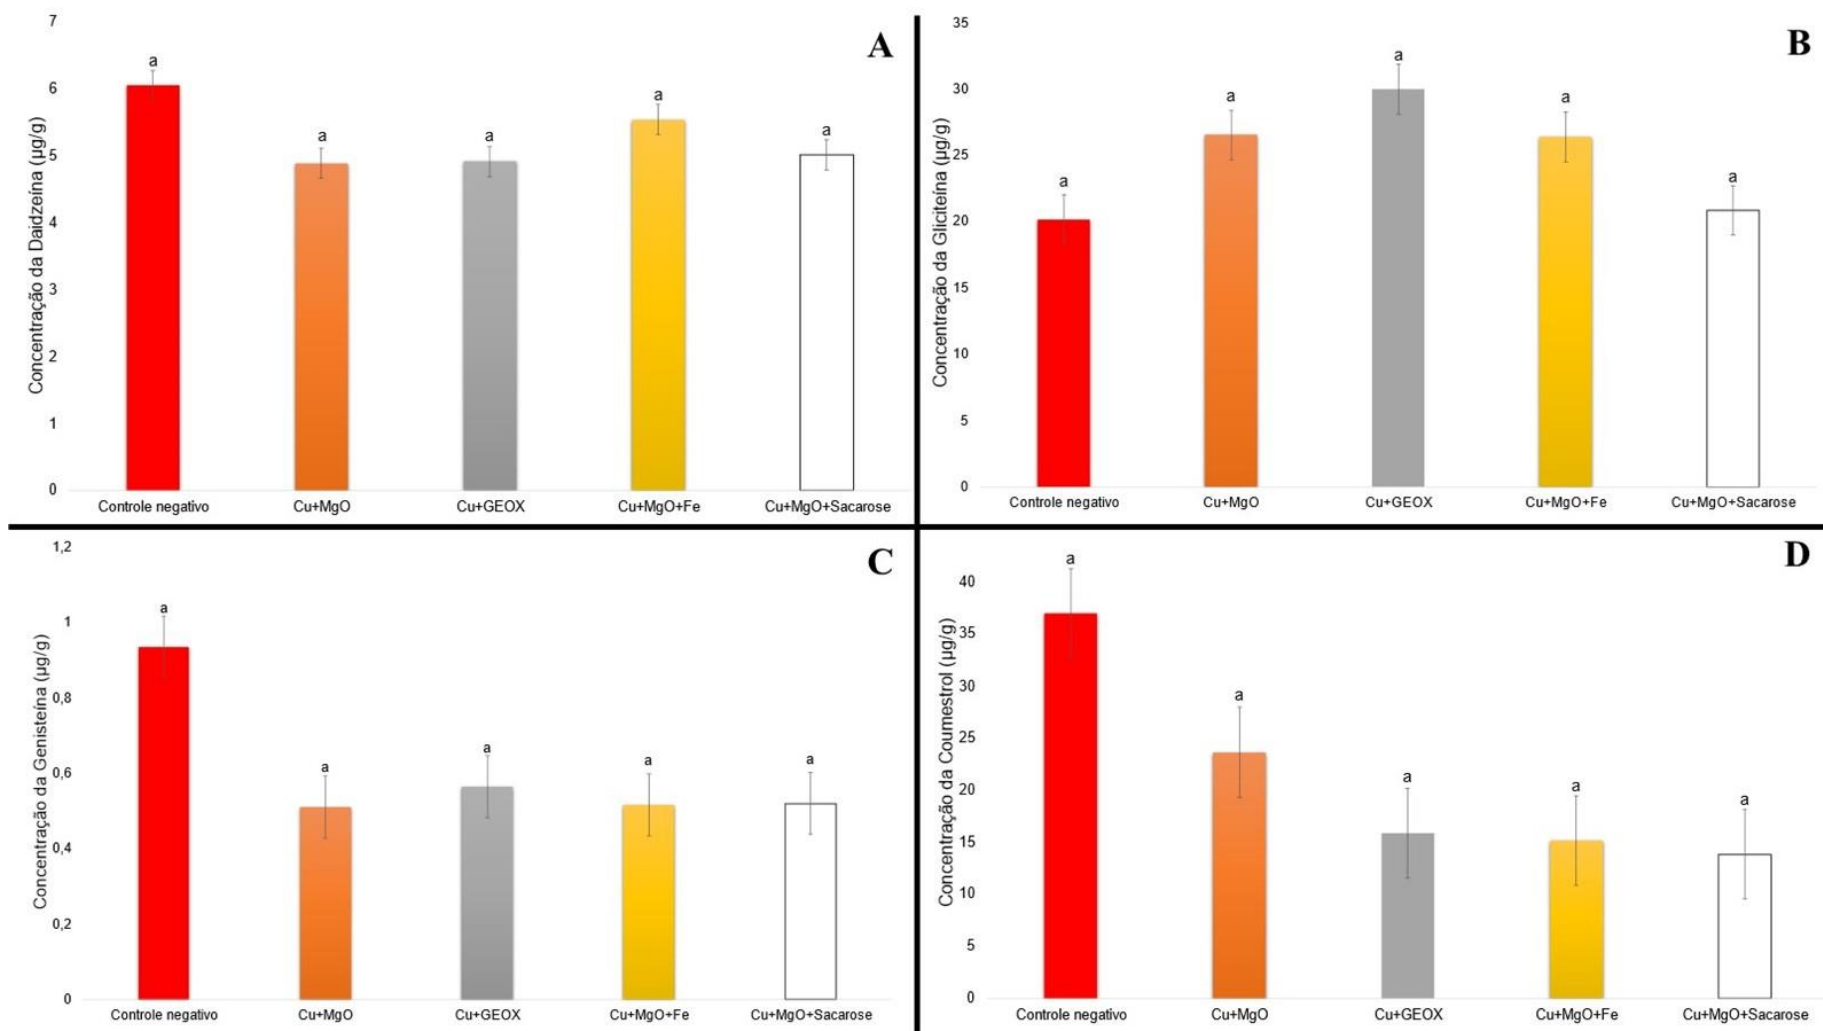 A
Concentração da Daidzeína (µg/g)
7
6
5
4
3
2
1
0
a
a
a
a
a
Controle negativo
Cu+MgO
Cu+GEOX
Cu+MgO+Fe
Cu+MgO+Sacarose
B
Concentração da Gliciteína (µg/g)
35
30
25
20
15
10
5
0
a
a
a
a
a
Controle negativo
Cu+MgO
Cu+GEOX
Cu+MgO+Fe
Cu+MgO+Sacarose
C
Concentração da Genisteína (µg/g)
1,2
1
0,8
0,6
0,4
0,2
0
a
a
a
a
a
Controle negativo
Cu+MgO
Cu+GEOX
Cu+MgO+Fe
Cu+MgO+Sacarose
D
Concentração da Coumestrol (µg/g)
40
35
30
25
20
15
10
5
0
a
a
a
a
a
Controle negativo
Cu+MgO
Cu+GEOX
Cu+MgO+Fe
Cu+MgO+Sacarose